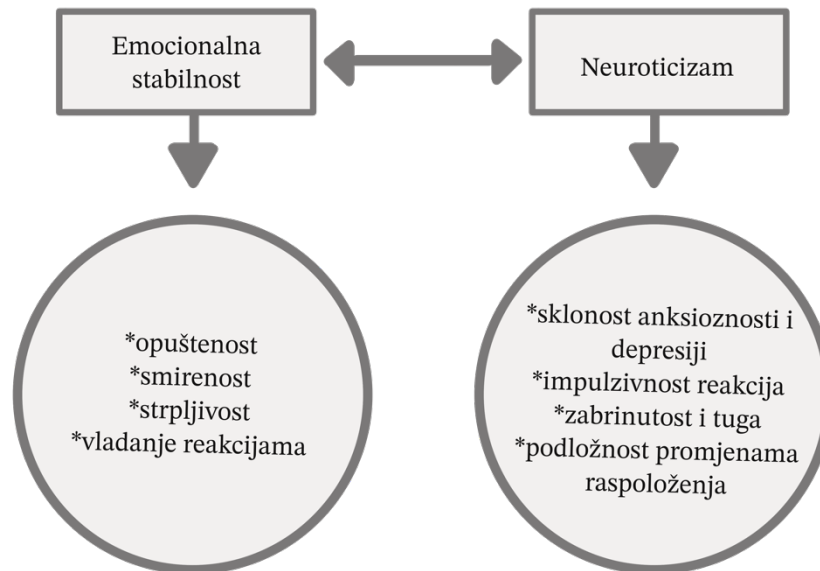 Emocionalna
stabilnost
Neuroticizam
*opuštenost
*smirenost
*strpljivost
*vladanje reakcijama
*sklonost anksioznosti i
depresiji
*impulzivnost reakcija
*zabrinutost i tuga
*podložnost promjenama
raspoloženja